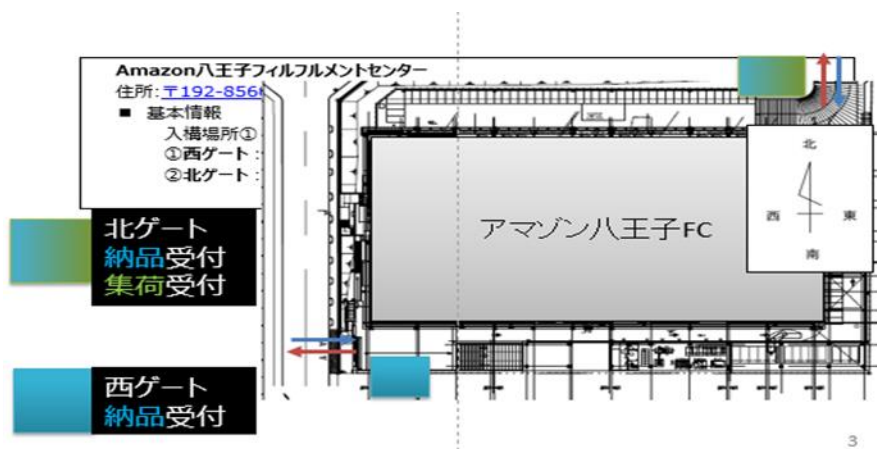 Amazon八王子フィルフルメントセンター
住所:〒192-856
■ 基本情報
入構場所①
①西ゲート:
②北ゲート:
北
西 東
南
アマゾン八王子FC
北ゲート
納品受付
集荷受付
西ゲート
納品受付
3